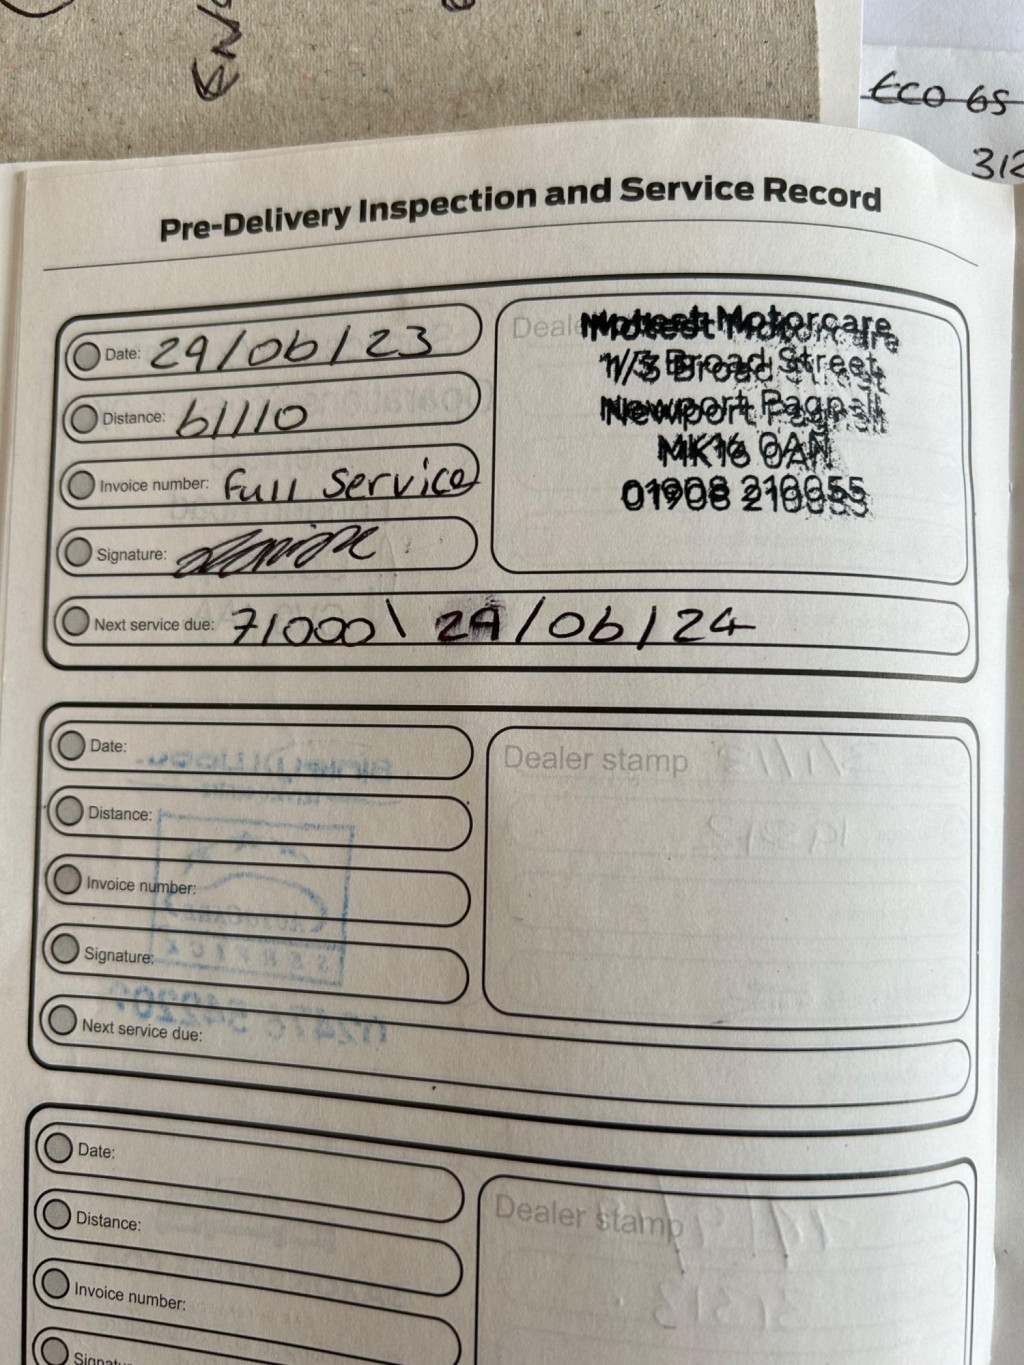 ECO 65
312
Pre-Delivery Inspection and Service Record
Date: 29/06/23
Distance: 61110
Invoice number: Full Service
Signature:
Dealer
Motest Motorcare
1/3 Broad Street
Newport Pagnell
MK16 0AN
01908 210055
Next service due: 71000 \ 29/06/24
Date:
Distance:
Invoice number:
Signature:
Next service due:
Dealer stamp
Date:
Distance:
Invoice number:
Dealer stamp